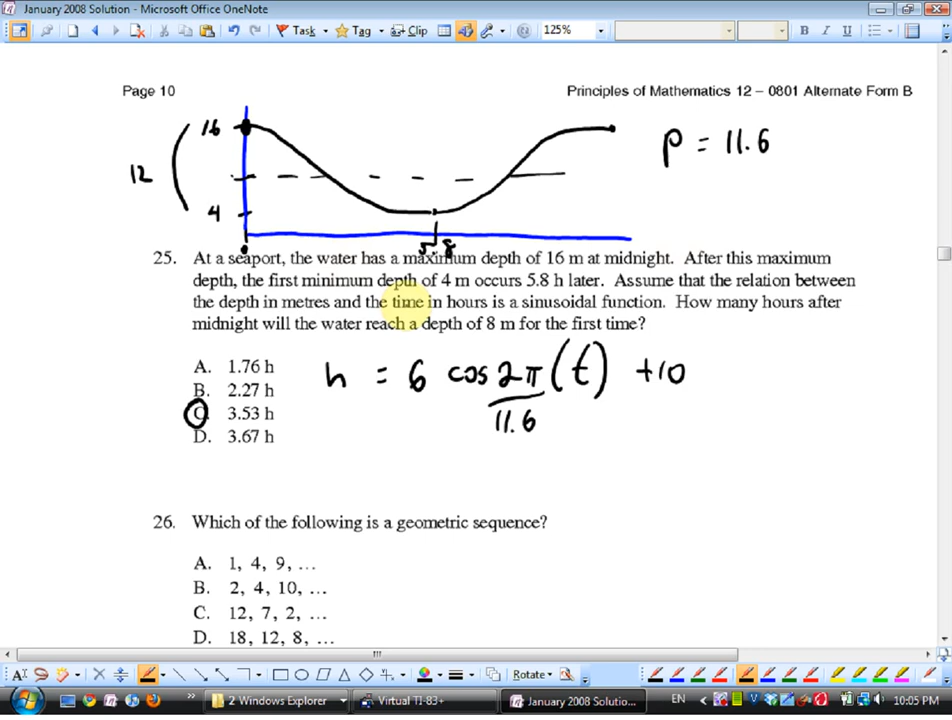 January 2008 Solution - Microsoft Office OneNote
Task Tag Clip 125% B I U
Page 10 Principles of Mathematics 12 – 0801 Alternate Form B
16
P = 11.6
12
4
0 5.8
25. At a seaport, the water has a maximum depth of 16 m at midnight. After this maximum
depth, the first minimum depth of 4 m occurs 5.8 h later. Assume that the relation between
the depth in metres and the time in hours is a sinusoidal function. How many hours after
midnight will the water reach a depth of 8 m for the first time?
A. 1.76 h
h = 6 cos 2π (t) +10
11.6
B. 2.27 h
C. 3.53 h
D. 3.67 h
26. Which of the following is a geometric sequence?
A. 1, 4, 9, …
B. 2, 4, 10, …
C. 12, 7, 2, …
D. 18, 12, 8, …
Rotate
2 Windows Explorer Virtual TI-83+ January 2008 Solutio... EN 10:05 PM